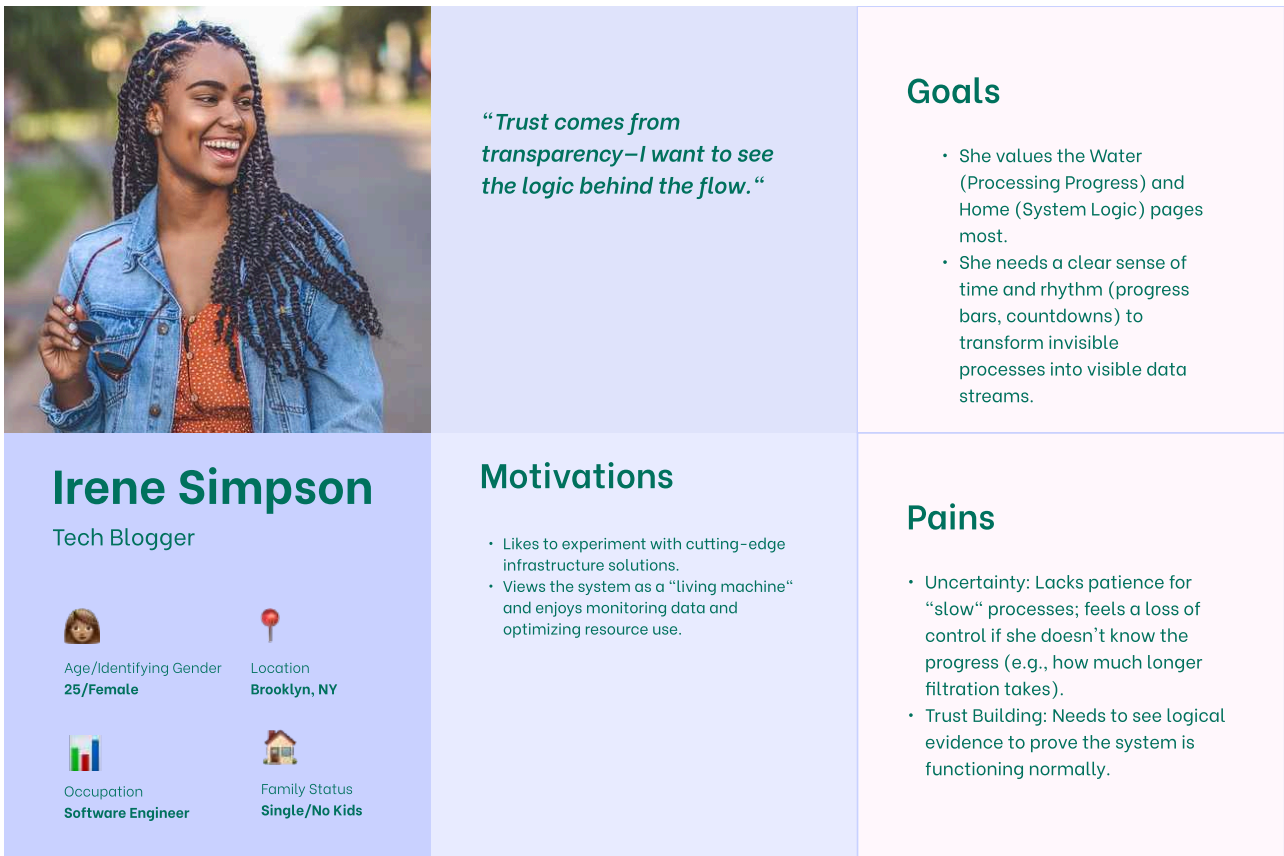 “Trust comes from
transparency—I want to see
the logic behind the flow.“
Goals
• She values the Water
(Processing Progress) and
Home (System Logic) pages
most.
• She needs a clear sense of
time and rhythm (progress
bars, countdowns) to
transform invisible
processes into visible data
streams.
Irene Simpson
Tech Blogger
Age/Identifying Gender
25/Female
Location
Brooklyn, NY
Occupation
Software Engineer
Family Status
Single/No Kids
Motivations
• Likes to experiment with cutting-edge
infrastructure solutions.
• Views the system as a “living machine“
and enjoys monitoring data and
optimizing resource use.
Pains
• Uncertainty: Lacks patience for
“slow“ processes; feels a loss of
control if she doesn’t know the
progress (e.g., how much longer
filtration takes).
• Trust Building: Needs to see logical
evidence to prove the system is
functioning normally.